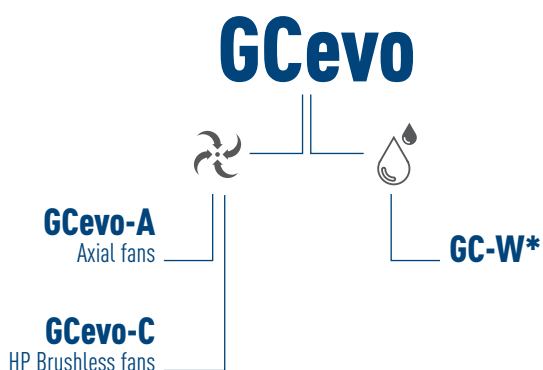 GCevo
GCevo-A
Axial fans
GC-W*
GCevo-C
HP Brushless fans